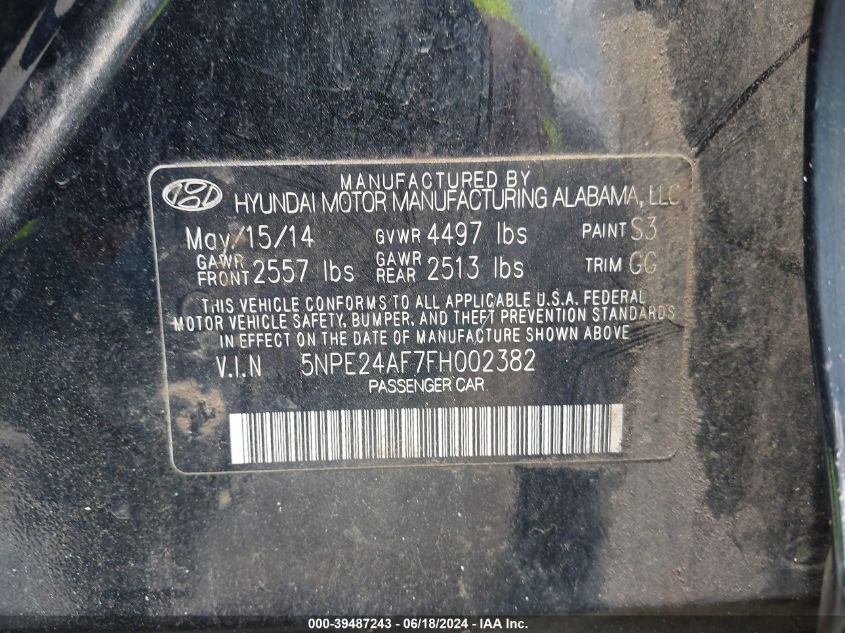 MANUFACTURED BY
HYUNDAI MOTOR MANUFACTURING ALABAMA, LLC
May/15/14 GVWR 4497 lbs PAINT S3
GAWR FRONT 2557 lbs GAWR REAR 2513 lbs TRIM GG
THIS VEHICLE CONFORMS TO ALL APPLICABLE U.S.A. FEDERAL
MOTOR VEHICLE SAFETY, BUMPER, AND THEFT PREVENTION STANDARDS
IN EFFECT ON THE DATE OF MANUFACTURE SHOWN ABOVE
V.I.N 5NPE24AF7FH002382
PASSENGER CAR
000-39487243 - 06/18/2024 - IAA Inc.